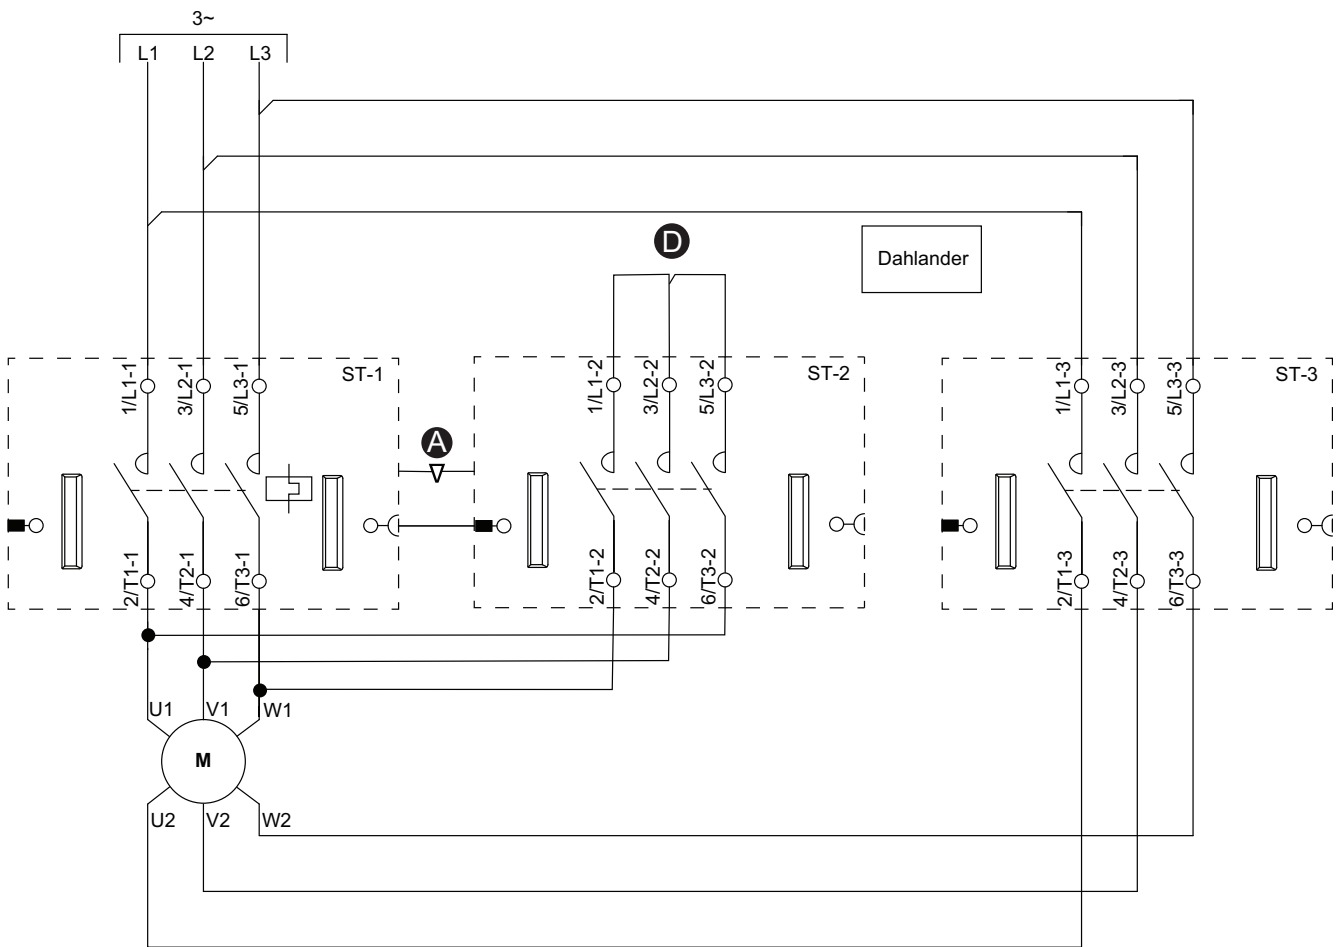 3~
L1 L2 L3
D
Dahlander
ST-1
ST-2
ST-3
1/L1-1
3/L2-1
5/L3-1
1/L1-2
3/L2-2
5/L3-2
1/L1-3
3/L2-3
5/L3-3
A
2/T1-1
4/T2-1
6/T3-1
2/T1-2
4/T2-2
6/T3-2
2/T1-3
4/T2-3
6/T3-3
U1 V1 W1
M
U2 V2 W2